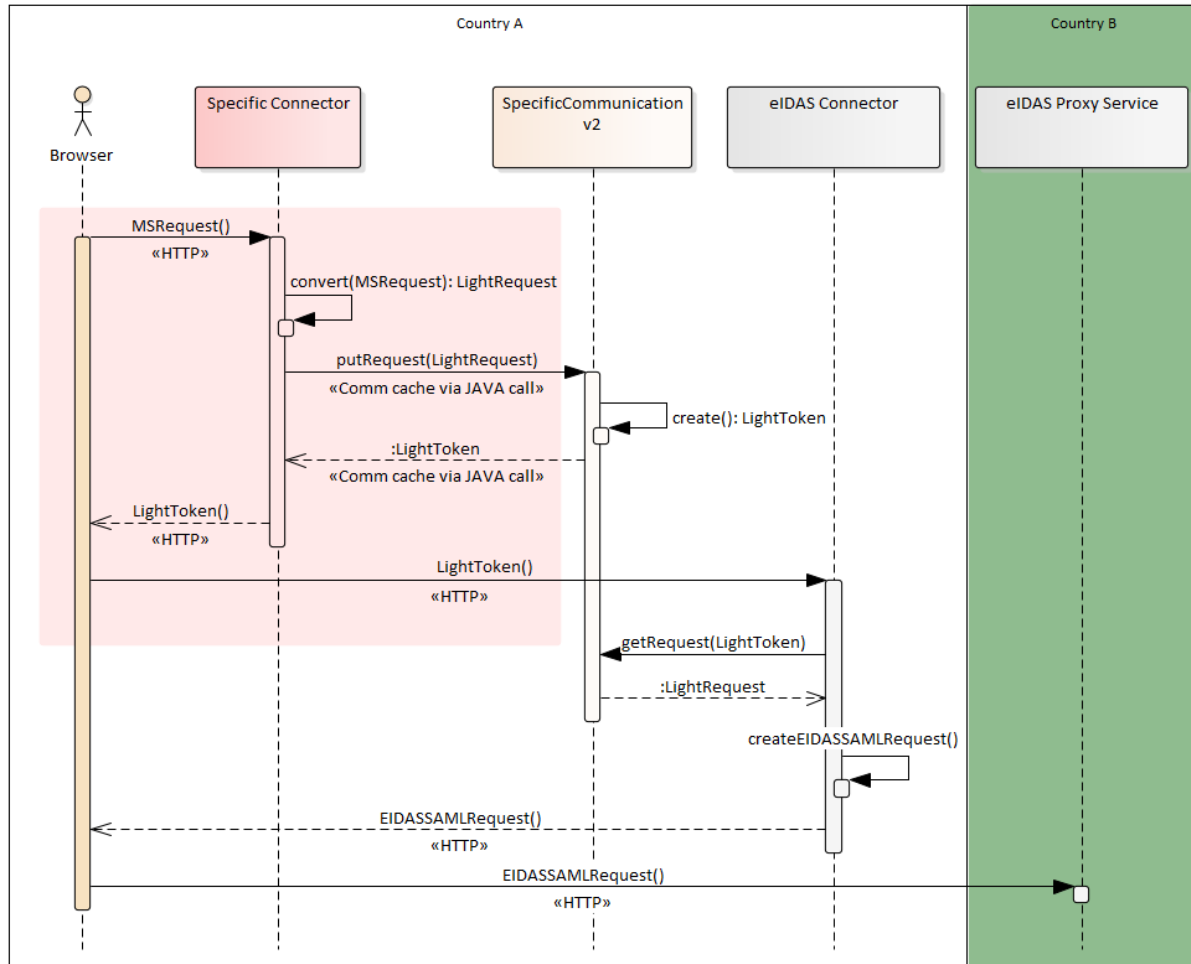 Country A
Country B
Specific Connector
SpecificCommunication
v2
eIDAS Connector
eIDAS Proxy Service
Browser
MSRequest()
«HTTP»
convert(MSRequest): LightRequest
putRequest(LightRequest)
«Comm cache via JAVA call»
create(): LightToken
:LightToken
«Comm cache via JAVA call»
LightToken()
«HTTP»
LightToken()
«HTTP»
getRequest(LightToken)
:LightRequest
createEIDASSAMLRequest()
EIDASSAMLRequest()
«HTTP»
EIDASSAMLRequest()
«HTTP»